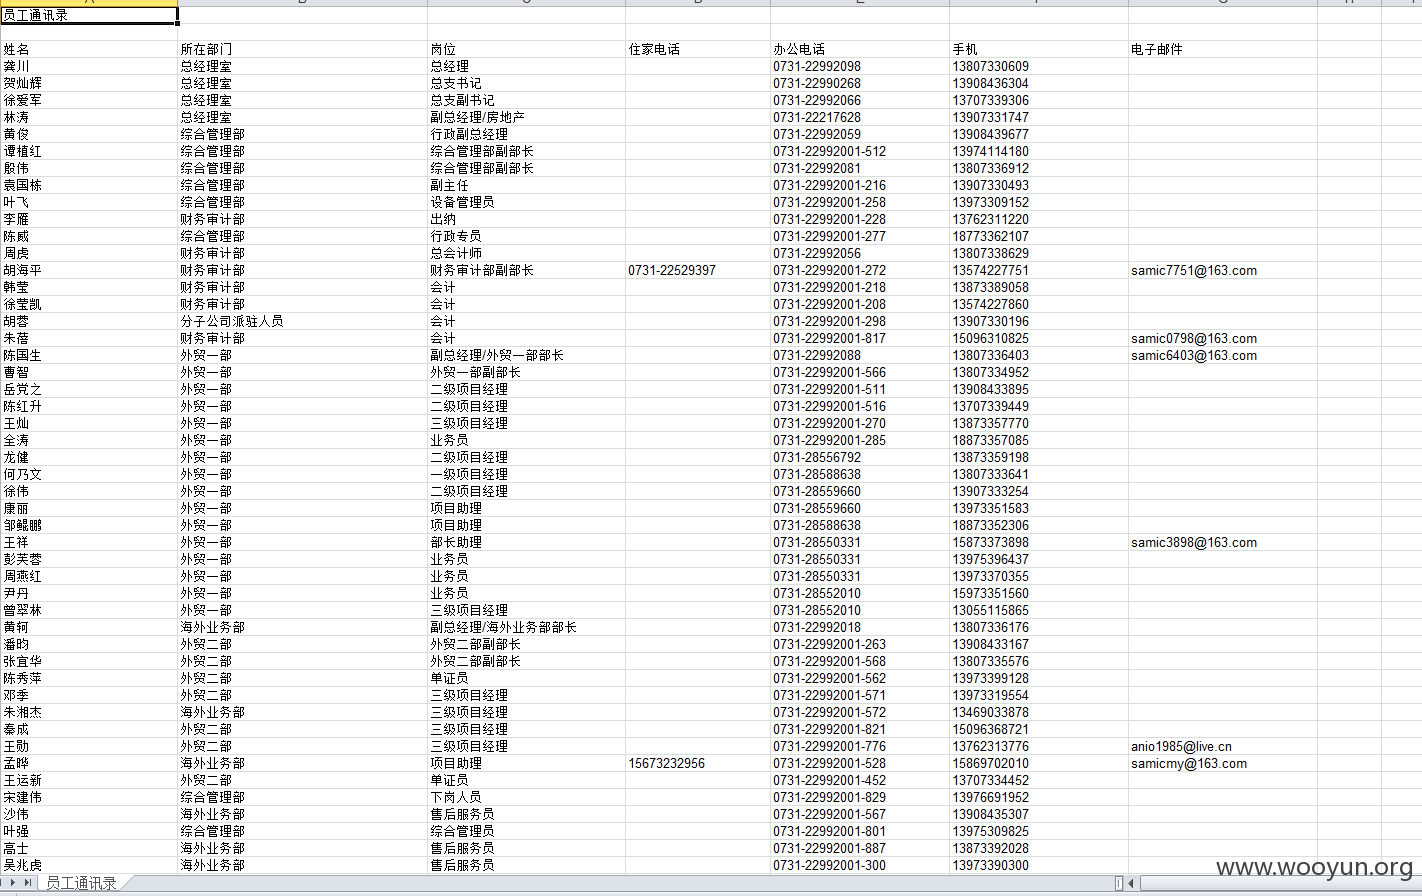 员工通讯录
姓名 所在部门 岗位 住家电话 办公电话 手机 电子邮件
龚川 总经理室 总经理 0731-22992098 13807330609
贺灿辉 总经理室 总支书记 0731-22990268 13908436304
徐爱军 总经理室 总支副书记 0731-22992066 13707339306
林涛 总经理室 副总经理/房地产 0731-22217628 13907331747
黄俊 综合管理部 行政副总经理 0731-22992059 13908439677
谭植红 综合管理部 综合管理部副部长 0731-22992001-512 13974114180
殷伟 综合管理部 综合管理部副部长 0731-22992081 13807336912
袁国栋 综合管理部 副主任 0731-22992001-216 13907330493
叶飞 综合管理部 设备管理员 0731-22992001-258 13973309152
李雁 财务审计部 出纳 0731-22992001-228 13762311220
陈威 综合管理部 行政专员 0731-22992001-277 18773362107
周虎 财务审计部 总会计师 0731-22992056 13807338629
胡海平 财务审计部 财务审计部副部长 0731-22529397 0731-22992001-272 13574227751 samic7751@163.com
韩莹 财务审计部 会计 0731-22992001-218 13873389058
徐莹凯 财务审计部 会计 0731-22992001-208 13574227860
胡蓉 分子公司派驻人员 会计 0731-22992001-298 13907330196
朱蓓 财务审计部 会计 0731-22992001-817 15096310825 samic0798@163.com
陈国生 外贸一部 副总经理/外贸一部部长 0731-22992088 13807336403 samic6403@163.com
曹智 外贸一部 外贸一部副部长 0731-22992001-566 13807334952
岳党之 外贸一部 二级项目经理 0731-22992001-511 13908433895
陈红升 外贸一部 二级项目经理 0731-22992001-516 13707339449
王灿 外贸一部 三级项目经理 0731-22992001-270 13873357770
全涛 外贸一部 业务员 0731-22992001-285 18873357085
龙健 外贸一部 二级项目经理 0731-28556792 13873359198
何乃文 外贸一部 一级项目经理 0731-28588638 13807333641
徐伟 外贸一部 二级项目经理 0731-28559660 13907333254
康丽 外贸一部 项目助理 0731-28559660 13973351583
邹鲲鹏 外贸一部 项目助理 0731-28588638 18873352306
王祥 外贸一部 部长助理 0731-28550331 15873373898 samic3898@163.com
彭芙蓉 外贸一部 业务员 0731-28550331 13975396437
周燕红 外贸一部 业务员 0731-28550331 13973370355
尹丹 外贸一部 业务员 0731-28552010 15973351560
曾翠林 外贸一部 三级项目经理 0731-28552010 13055115865
黄轲 海外业务部 副总经理/海外业务部部长 0731-22992018 13807336176
潘昀 外贸二部 外贸二部副部长 0731-22992001-263 13908433167
张宜华 外贸二部 外贸二部副部长 0731-22992001-568 13807335576
陈秀萍 外贸二部 单证员 0731-22992001-562 13973399128
邓季 外贸二部 三级项目经理 0731-22992001-571 13973319554
朱湘杰 海外业务部 三级项目经理 0731-22992001-572 13469033878
秦成 外贸二部 三级项目经理 0731-22992001-821 15096368721
王勋 外贸二部 三级项目经理 0731-22992001-776 13762313776 anio1985@live.cn
孟晔 海外业务部 项目助理 15673232956 0731-22992001-528 15869702010 samicmy@163.com
王运新 外贸二部 单证员 0731-22992001-452 13707334452
宋建伟 综合管理部 下岗人员 0731-22992001-829 13976691952
沙伟 海外业务部 售后服务员 0731-22992001-567 13908435307
叶强 综合管理部 综合管理员 0731-22992001-801 13975309825
高士 海外业务部 售后服务员 0731-22992001-887 13873392028
吴兆虎 海外业务部 售后服务员 0731-22992001-300 13973390300
www.wooyun.org
员工通讯录